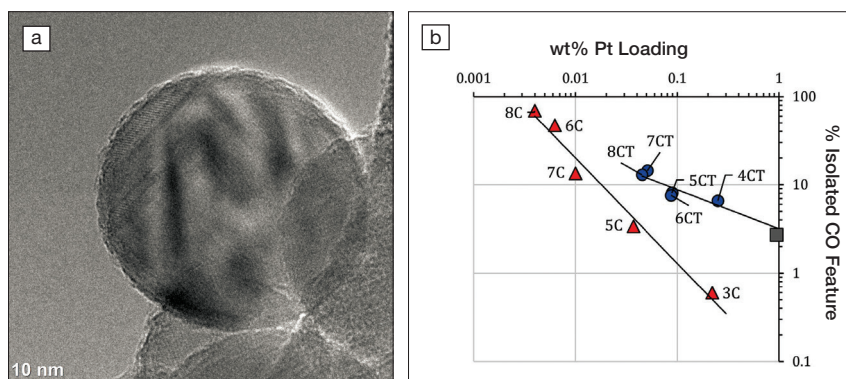 a
10 nm
b
wt% Pt Loading
0.001 0.01 0.1 1
100
8C
6C
7CT
8CT
7C
5CT
4CT
10
6CT
5C
1
3C
0.1
% Isolated CO Feature